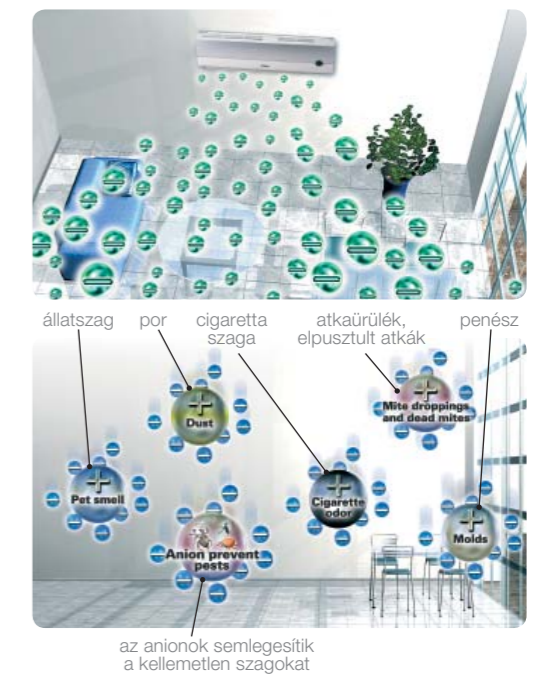 állatszag por cigaretta szaga atkaürülék, elpusztult atkák penész
Dust
Mite droppings
and dead mites
Pet smell
Cigarette
odor
Molds
Anion prevent
pests
az anionok semlegesítik
a kellemetlen szagokat